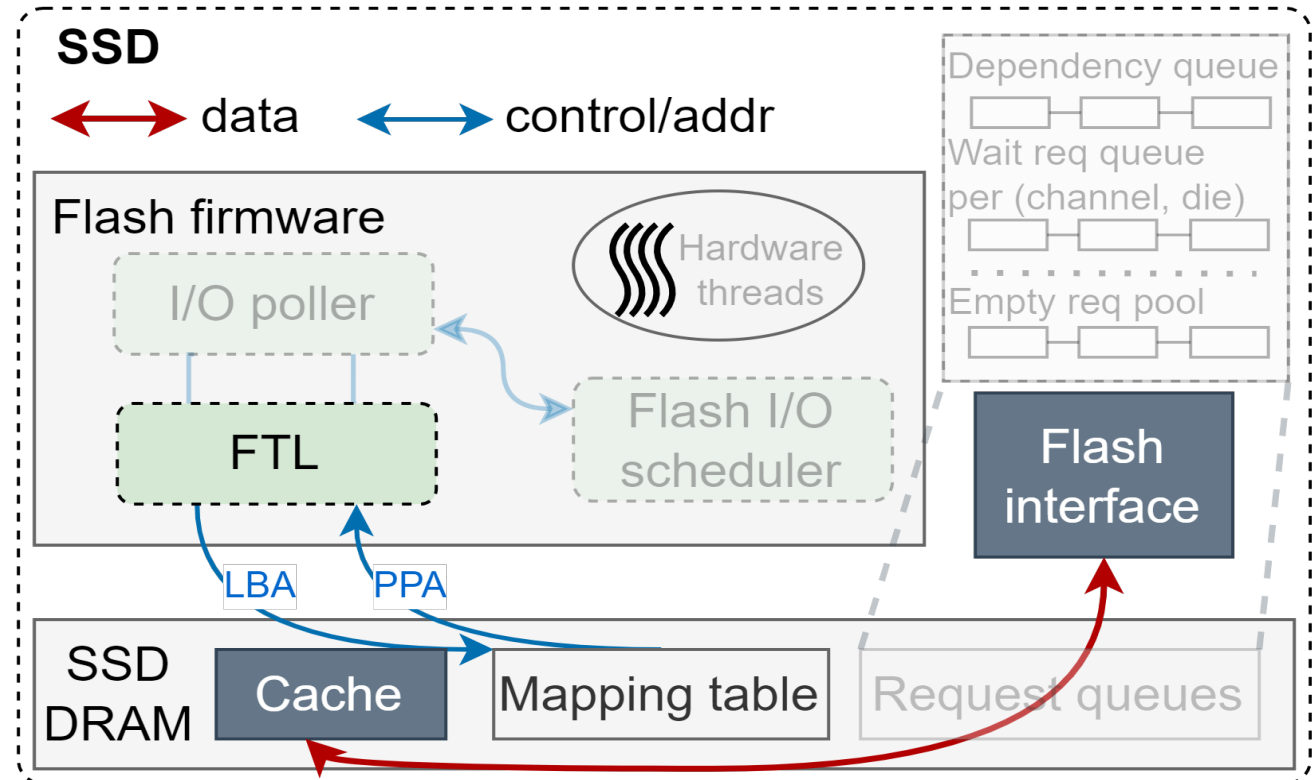 SSD
data
control/addr
Flash firmware
I/O poller
Hardware
threads
FTL
Flash I/O
scheduler
Dependency queue
Wait req queue
per (channel, die)
Empty req pool
Flash
interface
LBA
PPA
SSD
DRAM
Cache
Mapping table
Request queues